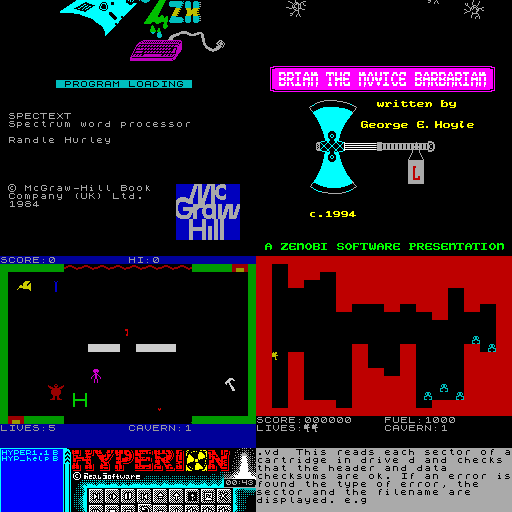 ZX
PROGRAM LOADING
SPECTEXT
Spectrum word processor
Randle Hurley
© McGraw-Hill Book
Company (UK) Ltd.
1984
Mc
Graw
Hill
BRIAN THE NOVICE BARBARIAN
written by
George E. Hoyle
L
c.1994
A ZENOBI SOFTWARE PRESENTATION
SCORE:0 HI:0
LIVES:5 CAVERN:1
SCORE:000000 FUEL:1000
LIVES: CAVERN:1
HYPER1.1 B
HYP_help B
HYPERION
© RealSoftware
00:43
.vd This reads each sector of a
cartridge in drive d and checks
that the header and data
checksums are ok. If an error is
found the type of error, the
sector and the filename are
displayed. e.g